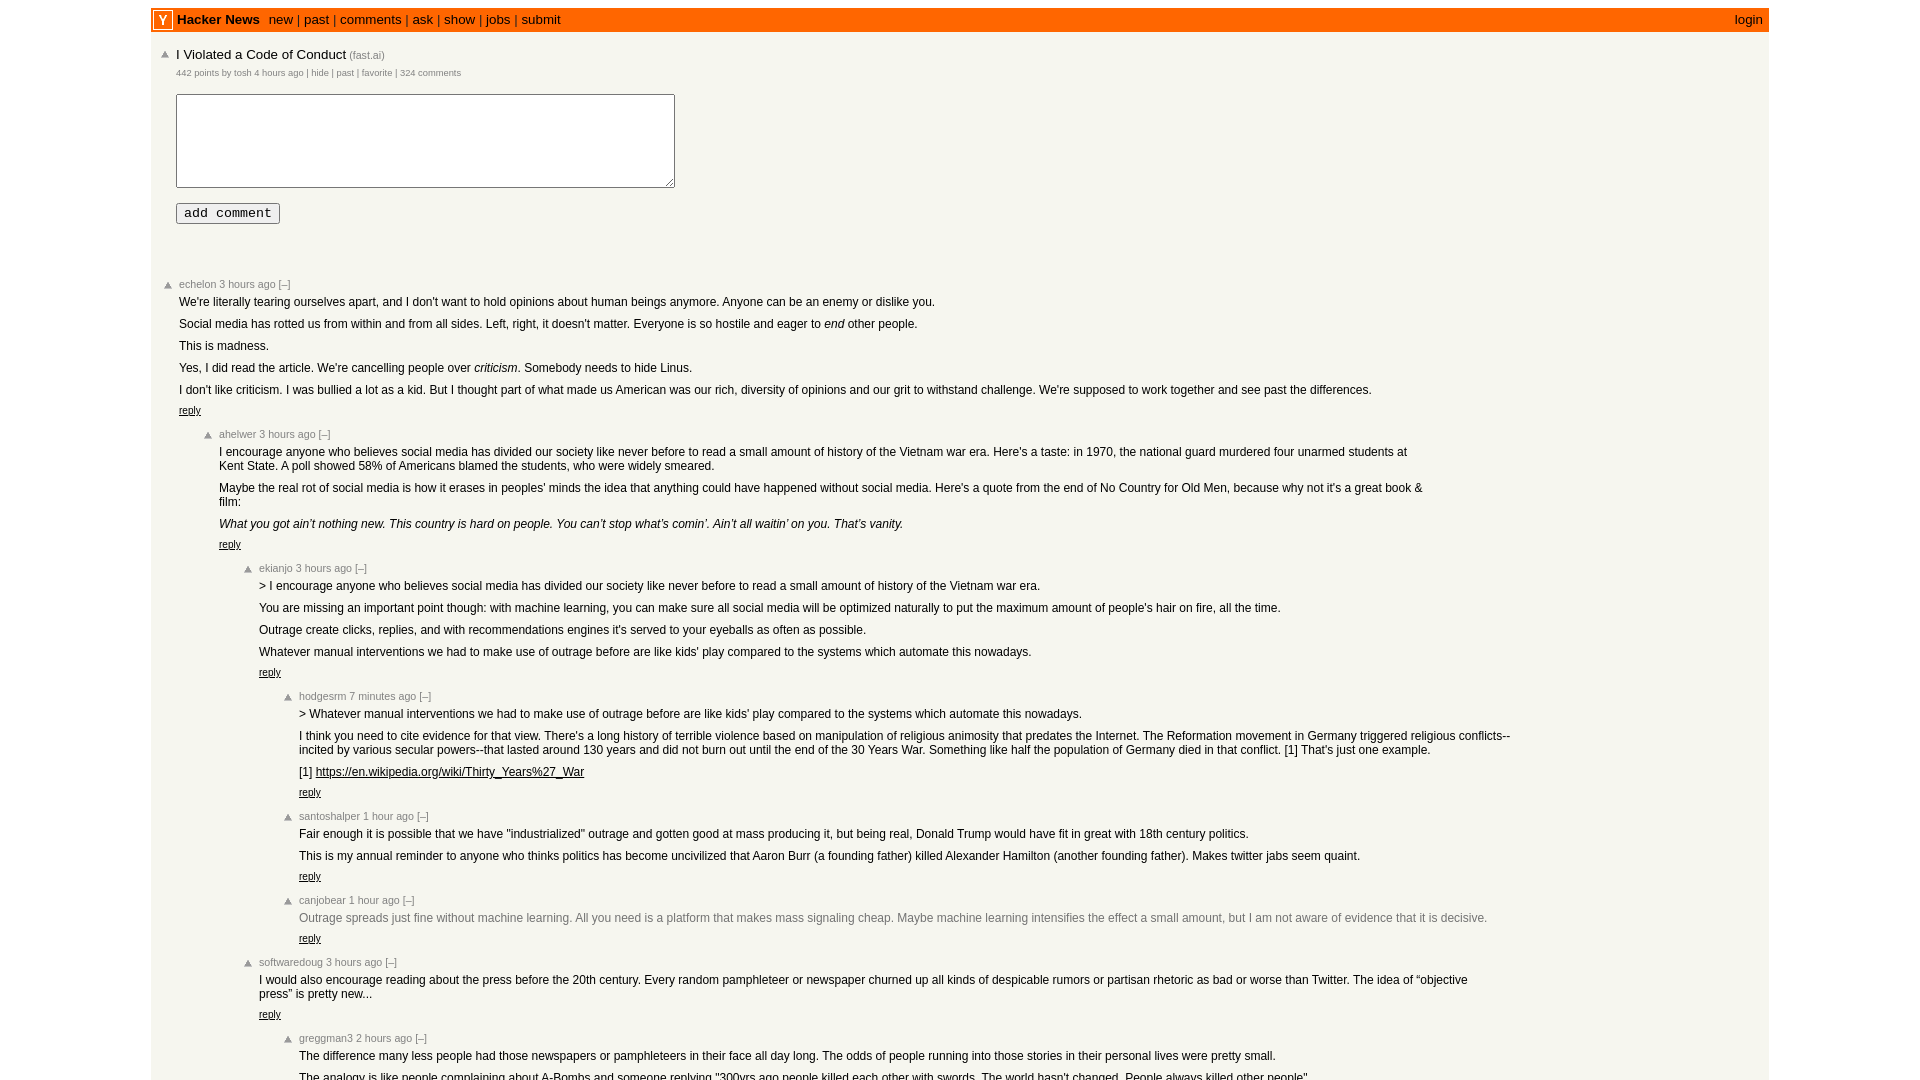 Y Hacker News new | past | comments | ask | show | jobs | submit login
I Violated a Code of Conduct (fast.ai)
442 points by tosh 4 hours ago | hide | past | favorite | 324 comments
add comment
echelon 3 hours ago [–]
We're literally tearing ourselves apart, and I don't want to hold opinions about human beings anymore. Anyone can be an enemy or dislike you.
Social media has rotted us from within and from all sides. Left, right, it doesn't matter. Everyone is so hostile and eager to end other people.
This is madness.
Yes, I did read the article. We're cancelling people over criticism. Somebody needs to hide Linus.
I don't like criticism. I was bullied a lot as a kid. But I thought part of what made us American was our rich, diversity of opinions and our grit to withstand challenge. We're supposed to work together and see past the differences.
reply
ahelwer 3 hours ago [–]
I encourage anyone who believes social media has divided our society like never before to read a small amount of history of the Vietnam war era. Here's a taste: in 1970, the national guard murdered four unarmed students at
Kent State. A poll showed 58% of Americans blamed the students, who were widely smeared.
Maybe the real rot of social media is how it erases in peoples' minds the idea that anything could have happened without social media. Here's a quote from the end of No Country for Old Men, because why not it's a great book &
film:
What you got ain’t nothing new. This country is hard on people. You can’t stop what’s comin’. Ain’t all waitin’ on you. That’s vanity.
reply
ekianjo 3 hours ago [–]
> I encourage anyone who believes social media has divided our society like never before to read a small amount of history of the Vietnam war era.
You are missing an important point though: with machine learning, you can make sure all social media will be optimized naturally to put the maximum amount of people's hair on fire, all the time.
Outrage create clicks, replies, and with recommendations engines it's served to your eyeballs as often as possible.
Whatever manual interventions we had to make use of outrage before are like kids' play compared to the systems which automate this nowadays.
reply
hodgesrm 7 minutes ago [–]
> Whatever manual interventions we had to make use of outrage before are like kids' play compared to the systems which automate this nowadays.
I think you need to cite evidence for that view. There's a long history of terrible violence based on manipulation of religious animosity that predates the Internet. The Reformation movement in Germany triggered religious conflicts--
incited by various secular powers--that lasted around 130 years and did not burn out until the end of the 30 Years War. Something like half the population of Germany died in that conflict. [1] That's just one example.
[1] https://en.wikipedia.org/wiki/Thirty_Years%27_War
reply
santoshalper 1 hour ago [–]
Fair enough it is possible that we have "industrialized" outrage and gotten good at mass producing it, but being real, Donald Trump would have fit in great with 18th century politics.
This is my annual reminder to anyone who thinks politics has become uncivilized that Aaron Burr (a founding father) killed Alexander Hamilton (another founding father). Makes twitter jabs seem quaint.
reply
canjobear 1 hour ago [–]
Outrage spreads just fine without machine learning. All you need is a platform that makes mass signaling cheap. Maybe machine learning intensifies the effect a small amount, but I am not aware of evidence that it is decisive.
reply
softwaredoug 3 hours ago [–]
I would also encourage reading about the press before the 20th century. Every random pamphleteer or newspaper churned up all kinds of despicable rumors or partisan rhetoric as bad or worse than Twitter. The idea of “objective
press” is pretty new...
reply
greggman3 2 hours ago [–]
The difference many less people had those newspapers or pamphleteers in their face all day long. The odds of people running into those stories in their personal lives were pretty small.
The analogy is like people complaining about A-Bombs and someone replying "300yrs ago people killed each other with swords. The world hasn't changed. People always killed other people"